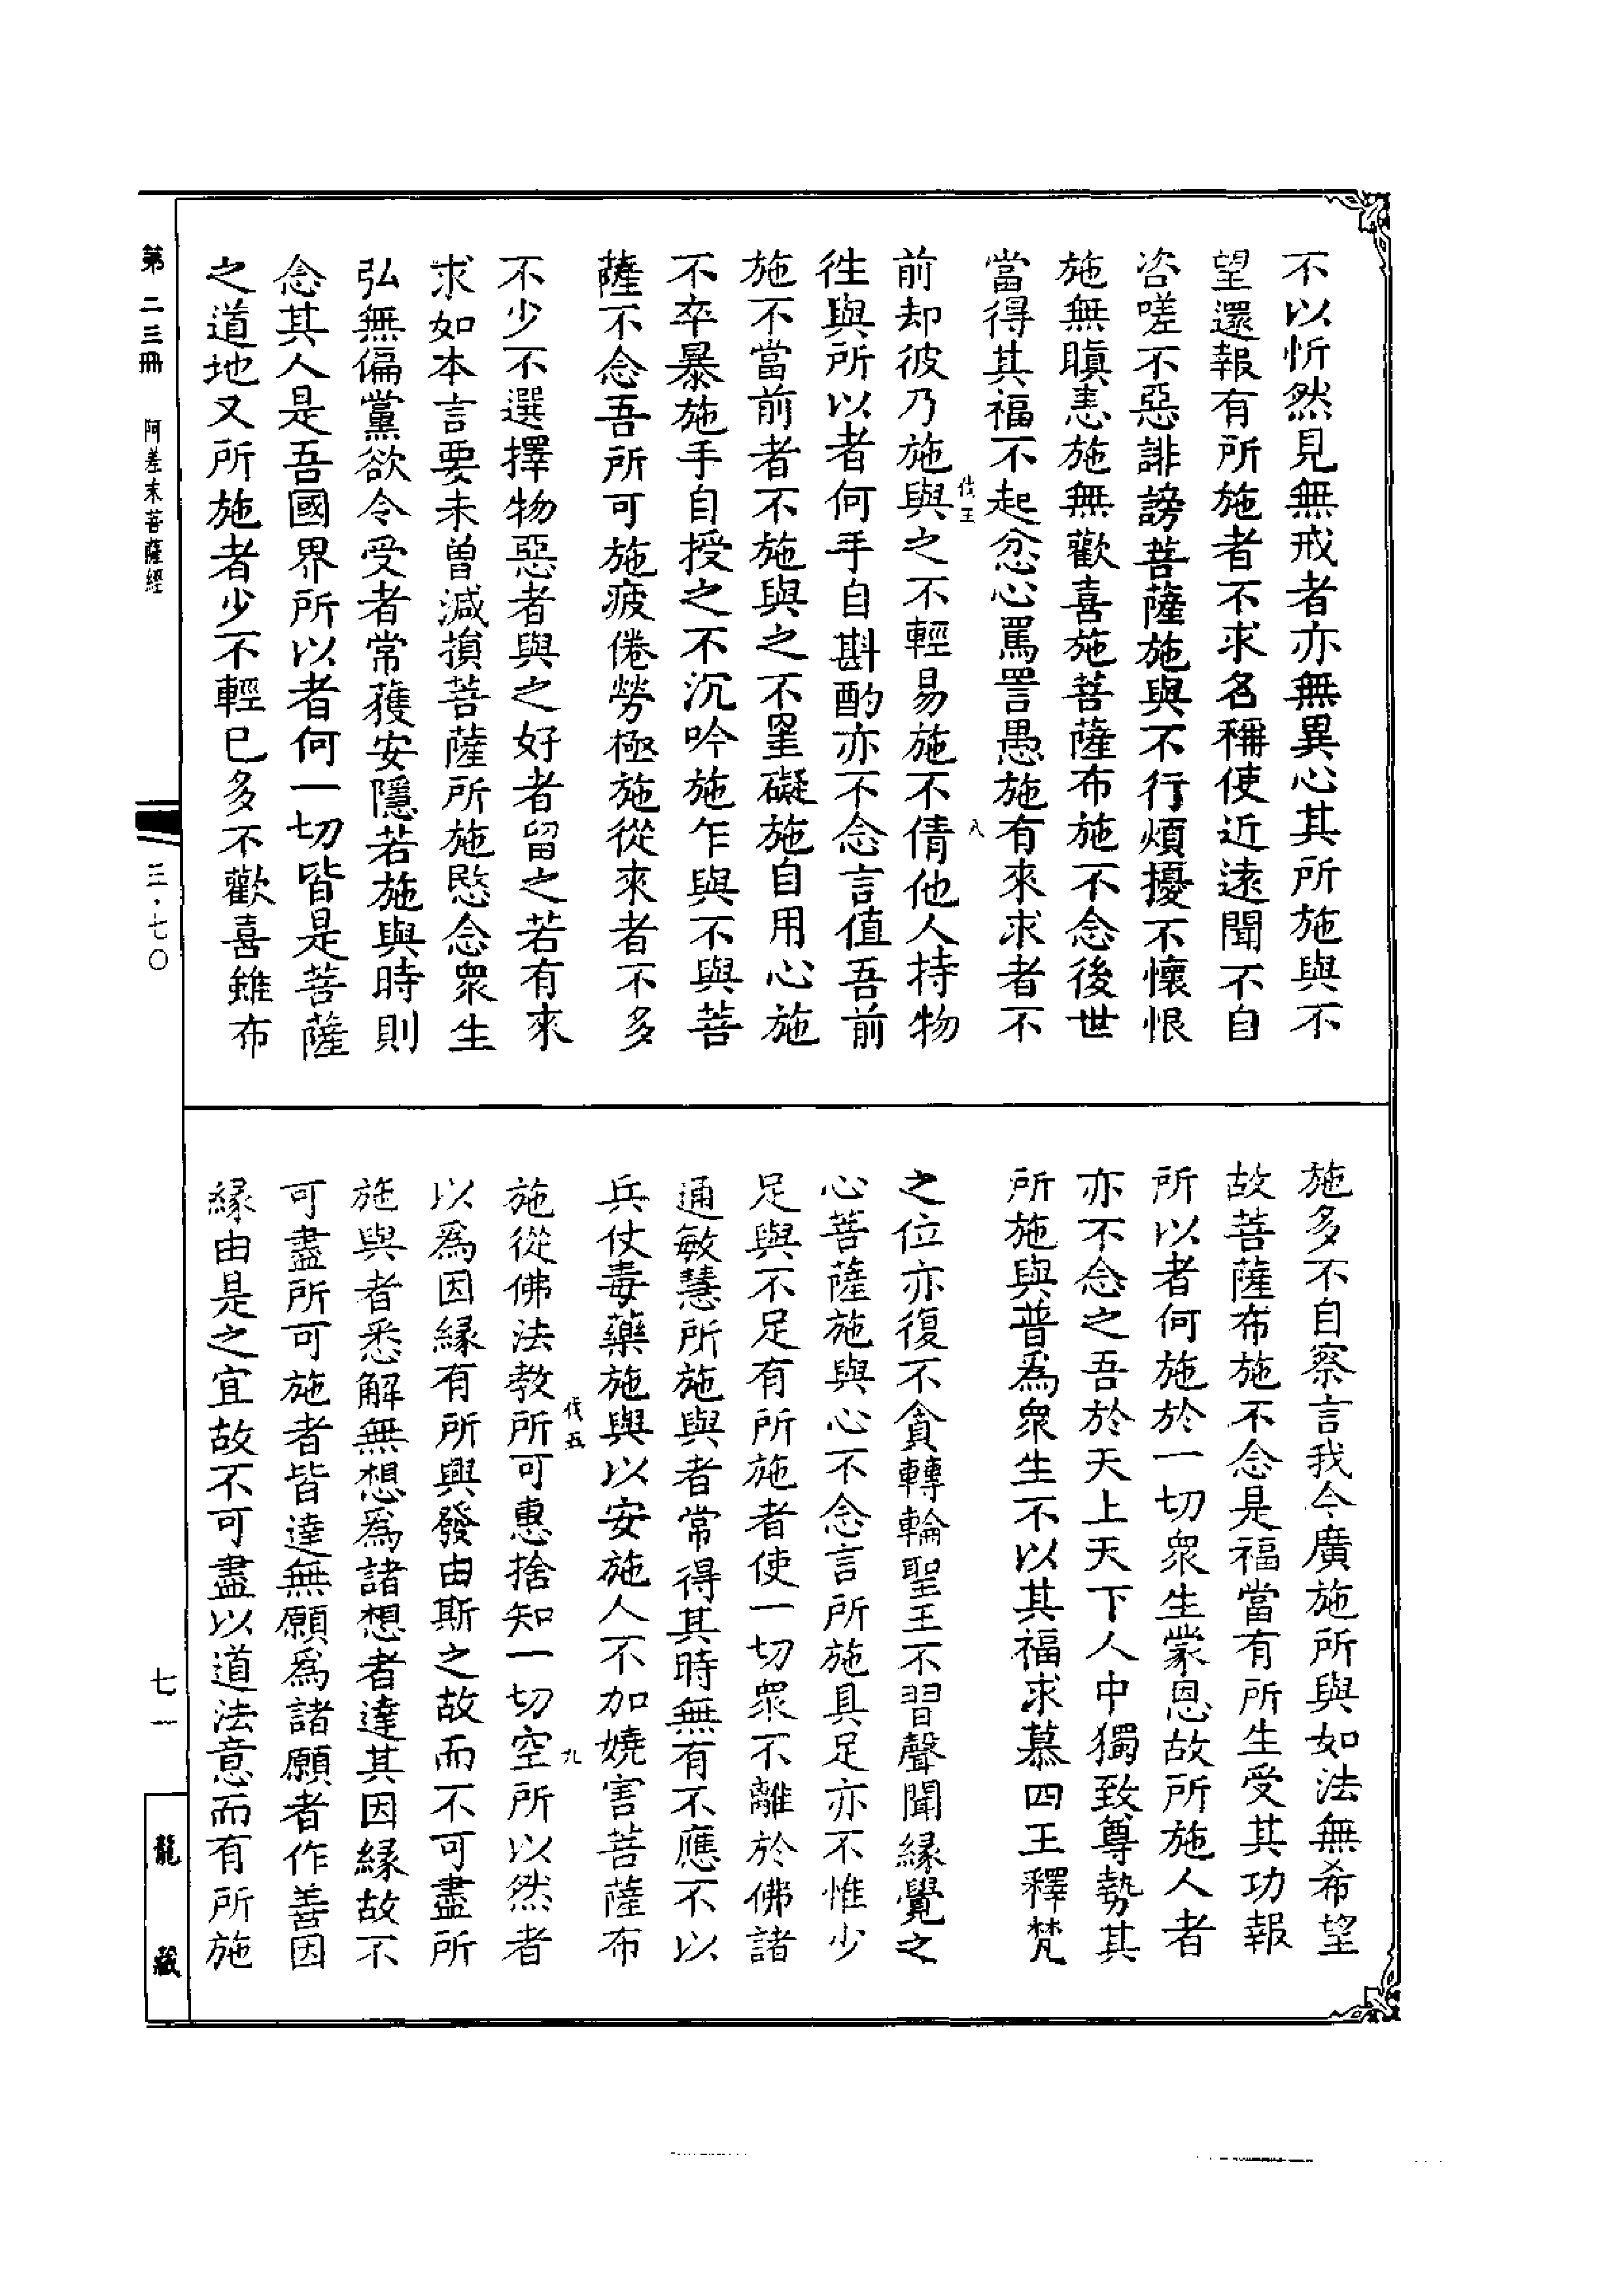 不以忻然見無戒者亦無異心其所施與不
望還報有所施者不求名稱使近遠聞不自
咨嗟不惡誹謗菩薩施與不行煩擾不懷恨
施無瞋恚施無歡喜施菩薩布施不念後世
當得其福不起忿心罵詈愚施有來求者不
前却彼乃施與之不輕易施不倩他人持物
徃與所以者何手自斟酌亦不念言值吾前
施不當前者不施與之不罣礙施自用心施
不卒暴施手自授之不沉吟施乍與不與菩
薩不念吾所可施疲倦勞極施從來者不多
不少不選擇物惡者與之好者留之若有來
求如本言要未曾減損菩薩所施愍念衆生
弘無偏黨欲令受者常獲安隱若施與時則
念其人是吾國界所以者何一切皆是菩薩
之道地又所施者少不輕已多不歡喜雖布
施多不自察言我今廣施所與如法無希望
故菩薩布施不念是福當有所生受其功報
所以者何施於一切衆生蒙恩故所施人者
亦不念之吾於天上天下人中獨致尊勢其
所施與普爲衆生不以其福求慕四王釋梵
之位亦復不貪轉輪聖王不習聲聞緣覺之
心菩薩施與心不念言所施具足亦不惟少
足與不足有所施者使一切衆不離於佛諸
通敏慧所施與者常得其時無有不應不以
兵仗毒藥施與以安施人不加嬈害菩薩布
施從佛法教所可惠捨知一切空所以然者
以爲因緣有所興發由斯之故而不可盡所
施與者悉解無想爲諸想者達其因緣故不
可盡所可施者皆達無願爲諸願者作善因
緣由是之宜故不可盡以道法意而有所施
第二三冊
阿差末菩薩經
三·七〇
七一
龍藏
伐五
八
伐五
九